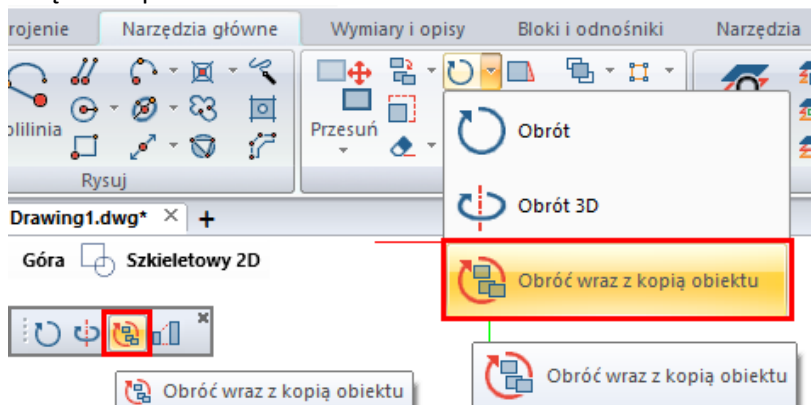 rojenie Narzędzia główne Wymiary i opisy Bloki i odnośniki Narzędzia
olilinia Przesuń Obrót
Rysuj
Obrót 3D
Drawing1.dwg* × +
Góra Szkieletowy 2D
Obróć wraz z kopią obiektu
Obróć wraz z kopią obiektu
Obróć wraz z kopią obiektu